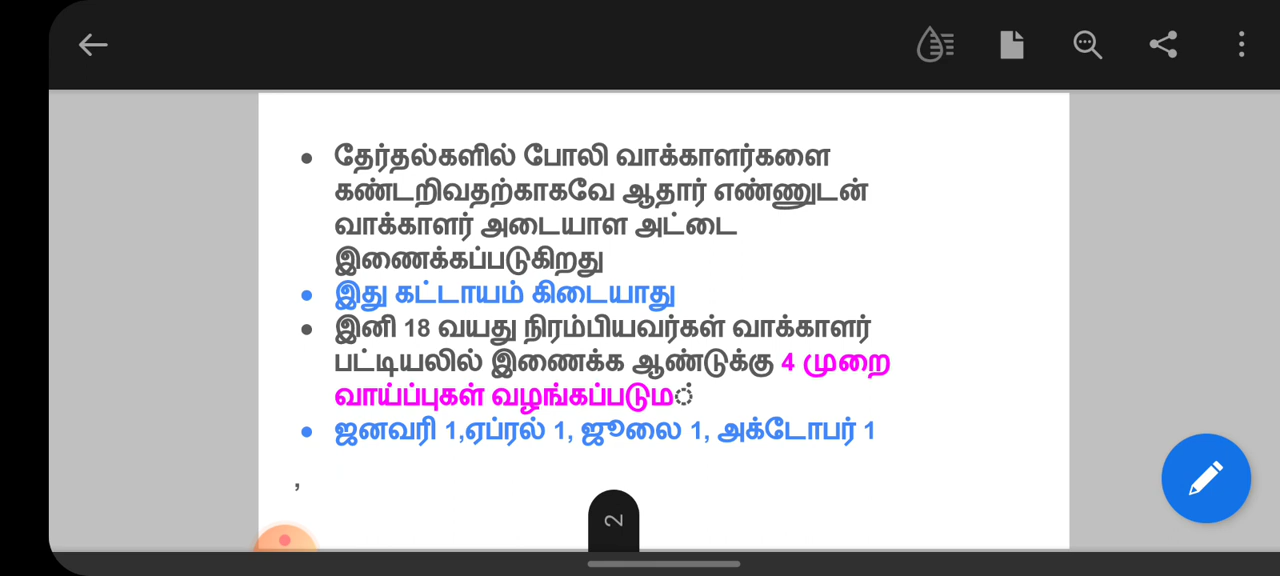 தேர்தல்களில் போலி வாக்காளர்களை
கண்டறிவதற்காகவே ஆதார் எண்ணுடன்
வாக்காளர் அடையாள அட்டை
இணைக்கப்படுகிறது
இது கட்டாயம் கிடையாது
இனி 18 வயது நிரம்பியவர்கள் வாக்காளர்
பட்டியலில் இணைக்க ஆண்டுக்கு 4 முறை
வாய்ப்புகள் வழங்கப்படும்
ஜனவரி 1,ஏப்ரல் 1, ஜூலை 1, அக்டோபர் 1
,
2